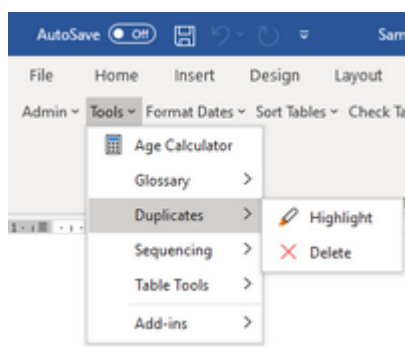 AutoSave Off Sam
File Home Insert Design Layout
Admin Tools Format Dates Sort Tables Check Ta
Age Calculator
Glossary
Duplicates
Highlight
Sequencing
Delete
Table Tools
Add-ins